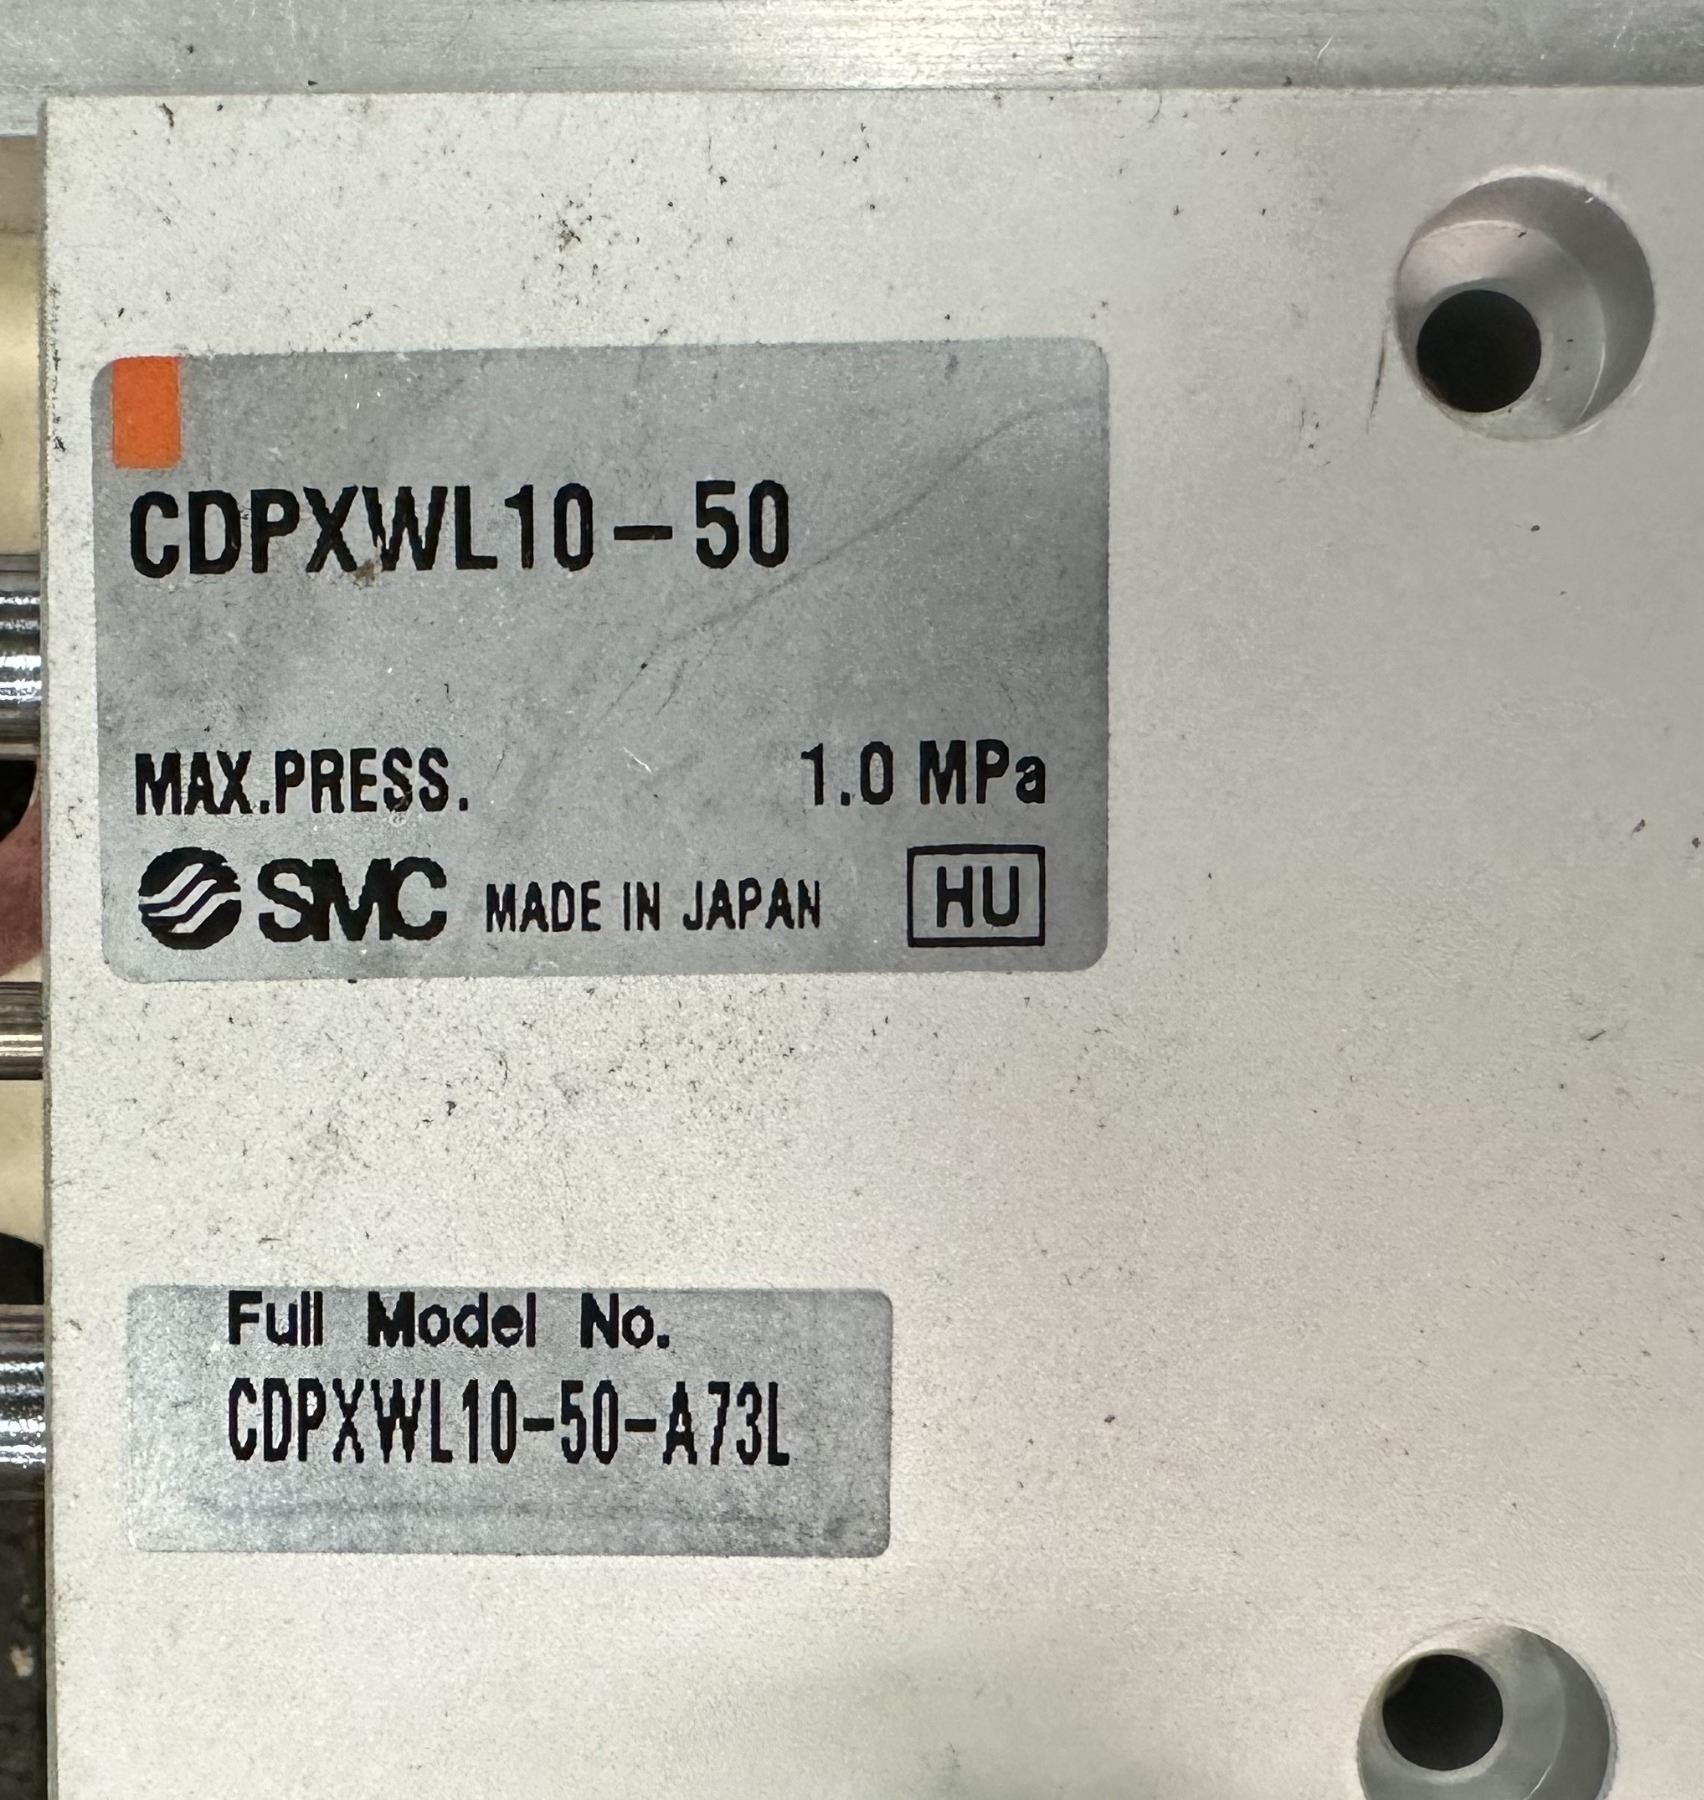 CDPXWL10-50
MAX.PRESS. 1.0 MPa
SMC MADE IN JAPAN HU
Full Model No.
CDPXWL10-50-A73L